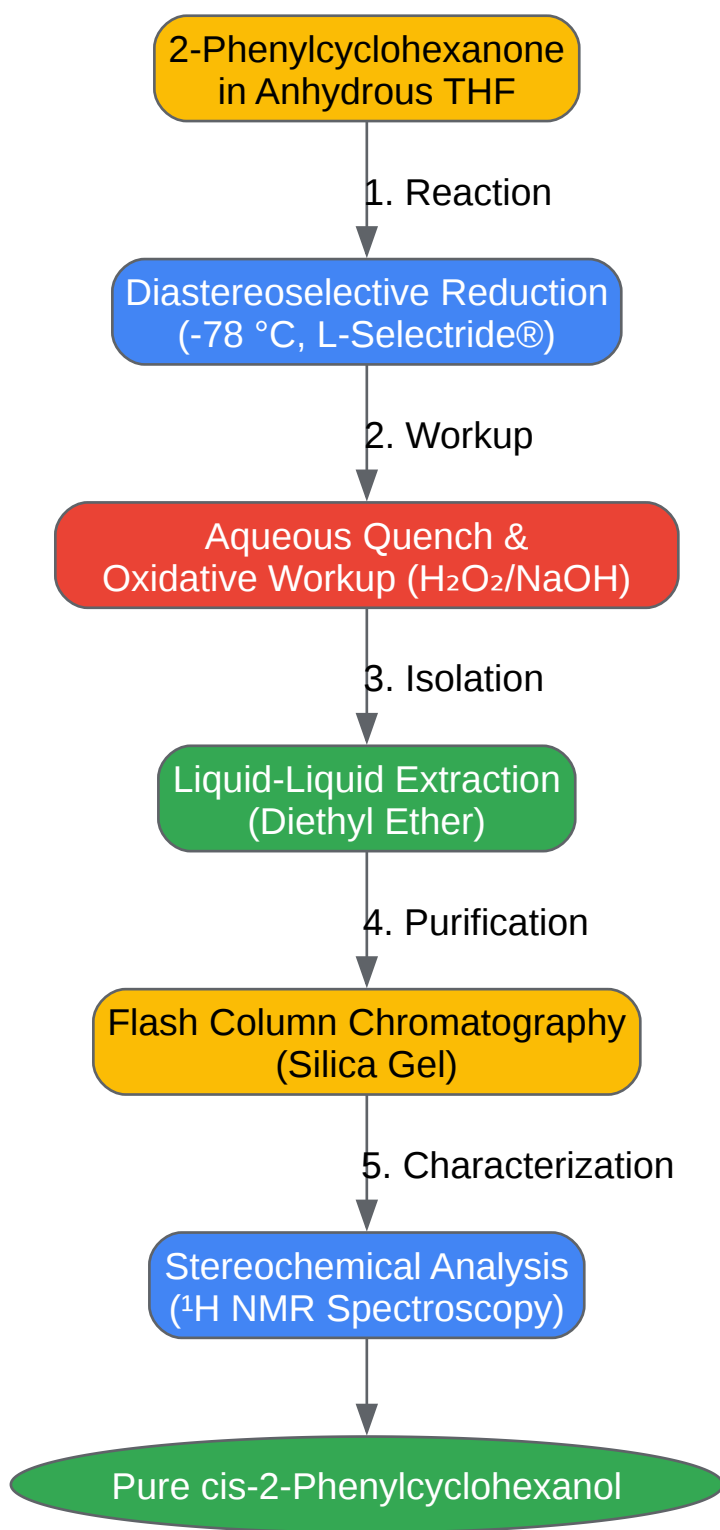 2-Phenylcyclohexanone
in Anhydrous THF
1. Reaction
Diastereoselective Reduction
(-78 °C, L-Selectride®)
2. Workup
Aqueous Quench &
Oxidative Workup (H₂O₂/NaOH)
3. Isolation
Liquid-Liquid Extraction
(Diethyl Ether)
4. Purification
Flash Column Chromatography
(Silica Gel)
5. Characterization
Stereochemical Analysis
(¹H NMR Spectroscopy)
Pure cis-2-Phenylcyclohexanol